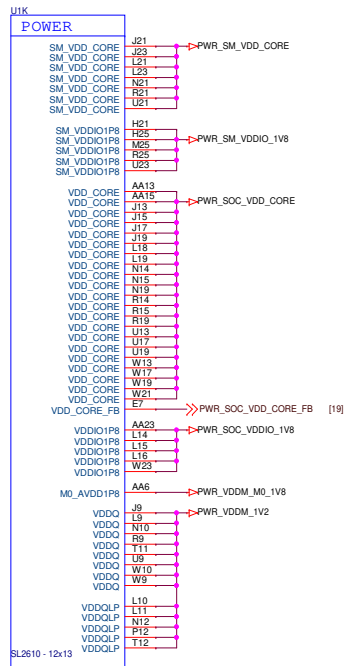 U1K
POWER
SM_VDD_CORE J21 PWR_SM_VDD_CORE
SM_VDD_CORE J23
SM_VDD_CORE L21
SM_VDD_CORE L23
SM_VDD_CORE N21
SM_VDD_CORE R21
SM_VDD_CORE U21
SM_VDDIO1P8 H21
SM_VDDIO1P8 H25 PWR_SM_VDDIO_1V8
SM_VDDIO1P8 M25
SM_VDDIO1P8 R25
SM_VDDIO1P8 U23
VDD_CORE AA13
VDD_CORE AA15 PWR_SOC_VDD_CORE
VDD_CORE J13
VDD_CORE J15
VDD_CORE J17
VDD_CORE J19
VDD_CORE L18
VDD_CORE L19
VDD_CORE N14
VDD_CORE N15
VDD_CORE N19
VDD_CORE R14
VDD_CORE R15
VDD_CORE R19
VDD_CORE U13
VDD_CORE U17
VDD_CORE U19
VDD_CORE W13
VDD_CORE W17
VDD_CORE W19
VDD_CORE W21
VDD_CORE_FB E7 PWR_SOC_VDD_CORE_FB [19]
VDDIO1P8 AA23 PWR_SOC_VDDIO_1V8
VDDIO1P8 L14
VDDIO1P8 L15
VDDIO1P8 L16
VDDIO1P8 W23
M0_AVDD1P8 AA6 PWR_VDDM_M0_1V8
VDDQ J9 PWR_VDDM_1V2
VDDQ L9
VDDQ N10
VDDQ R9
VDDQ T11
VDDQ U9
VDDQ W10
VDDQ W9
VDDQLP L10
VDDQLP L11
VDDQLP N12
VDDQLP P12
VDDQLP T12
SL2610 - 12x13